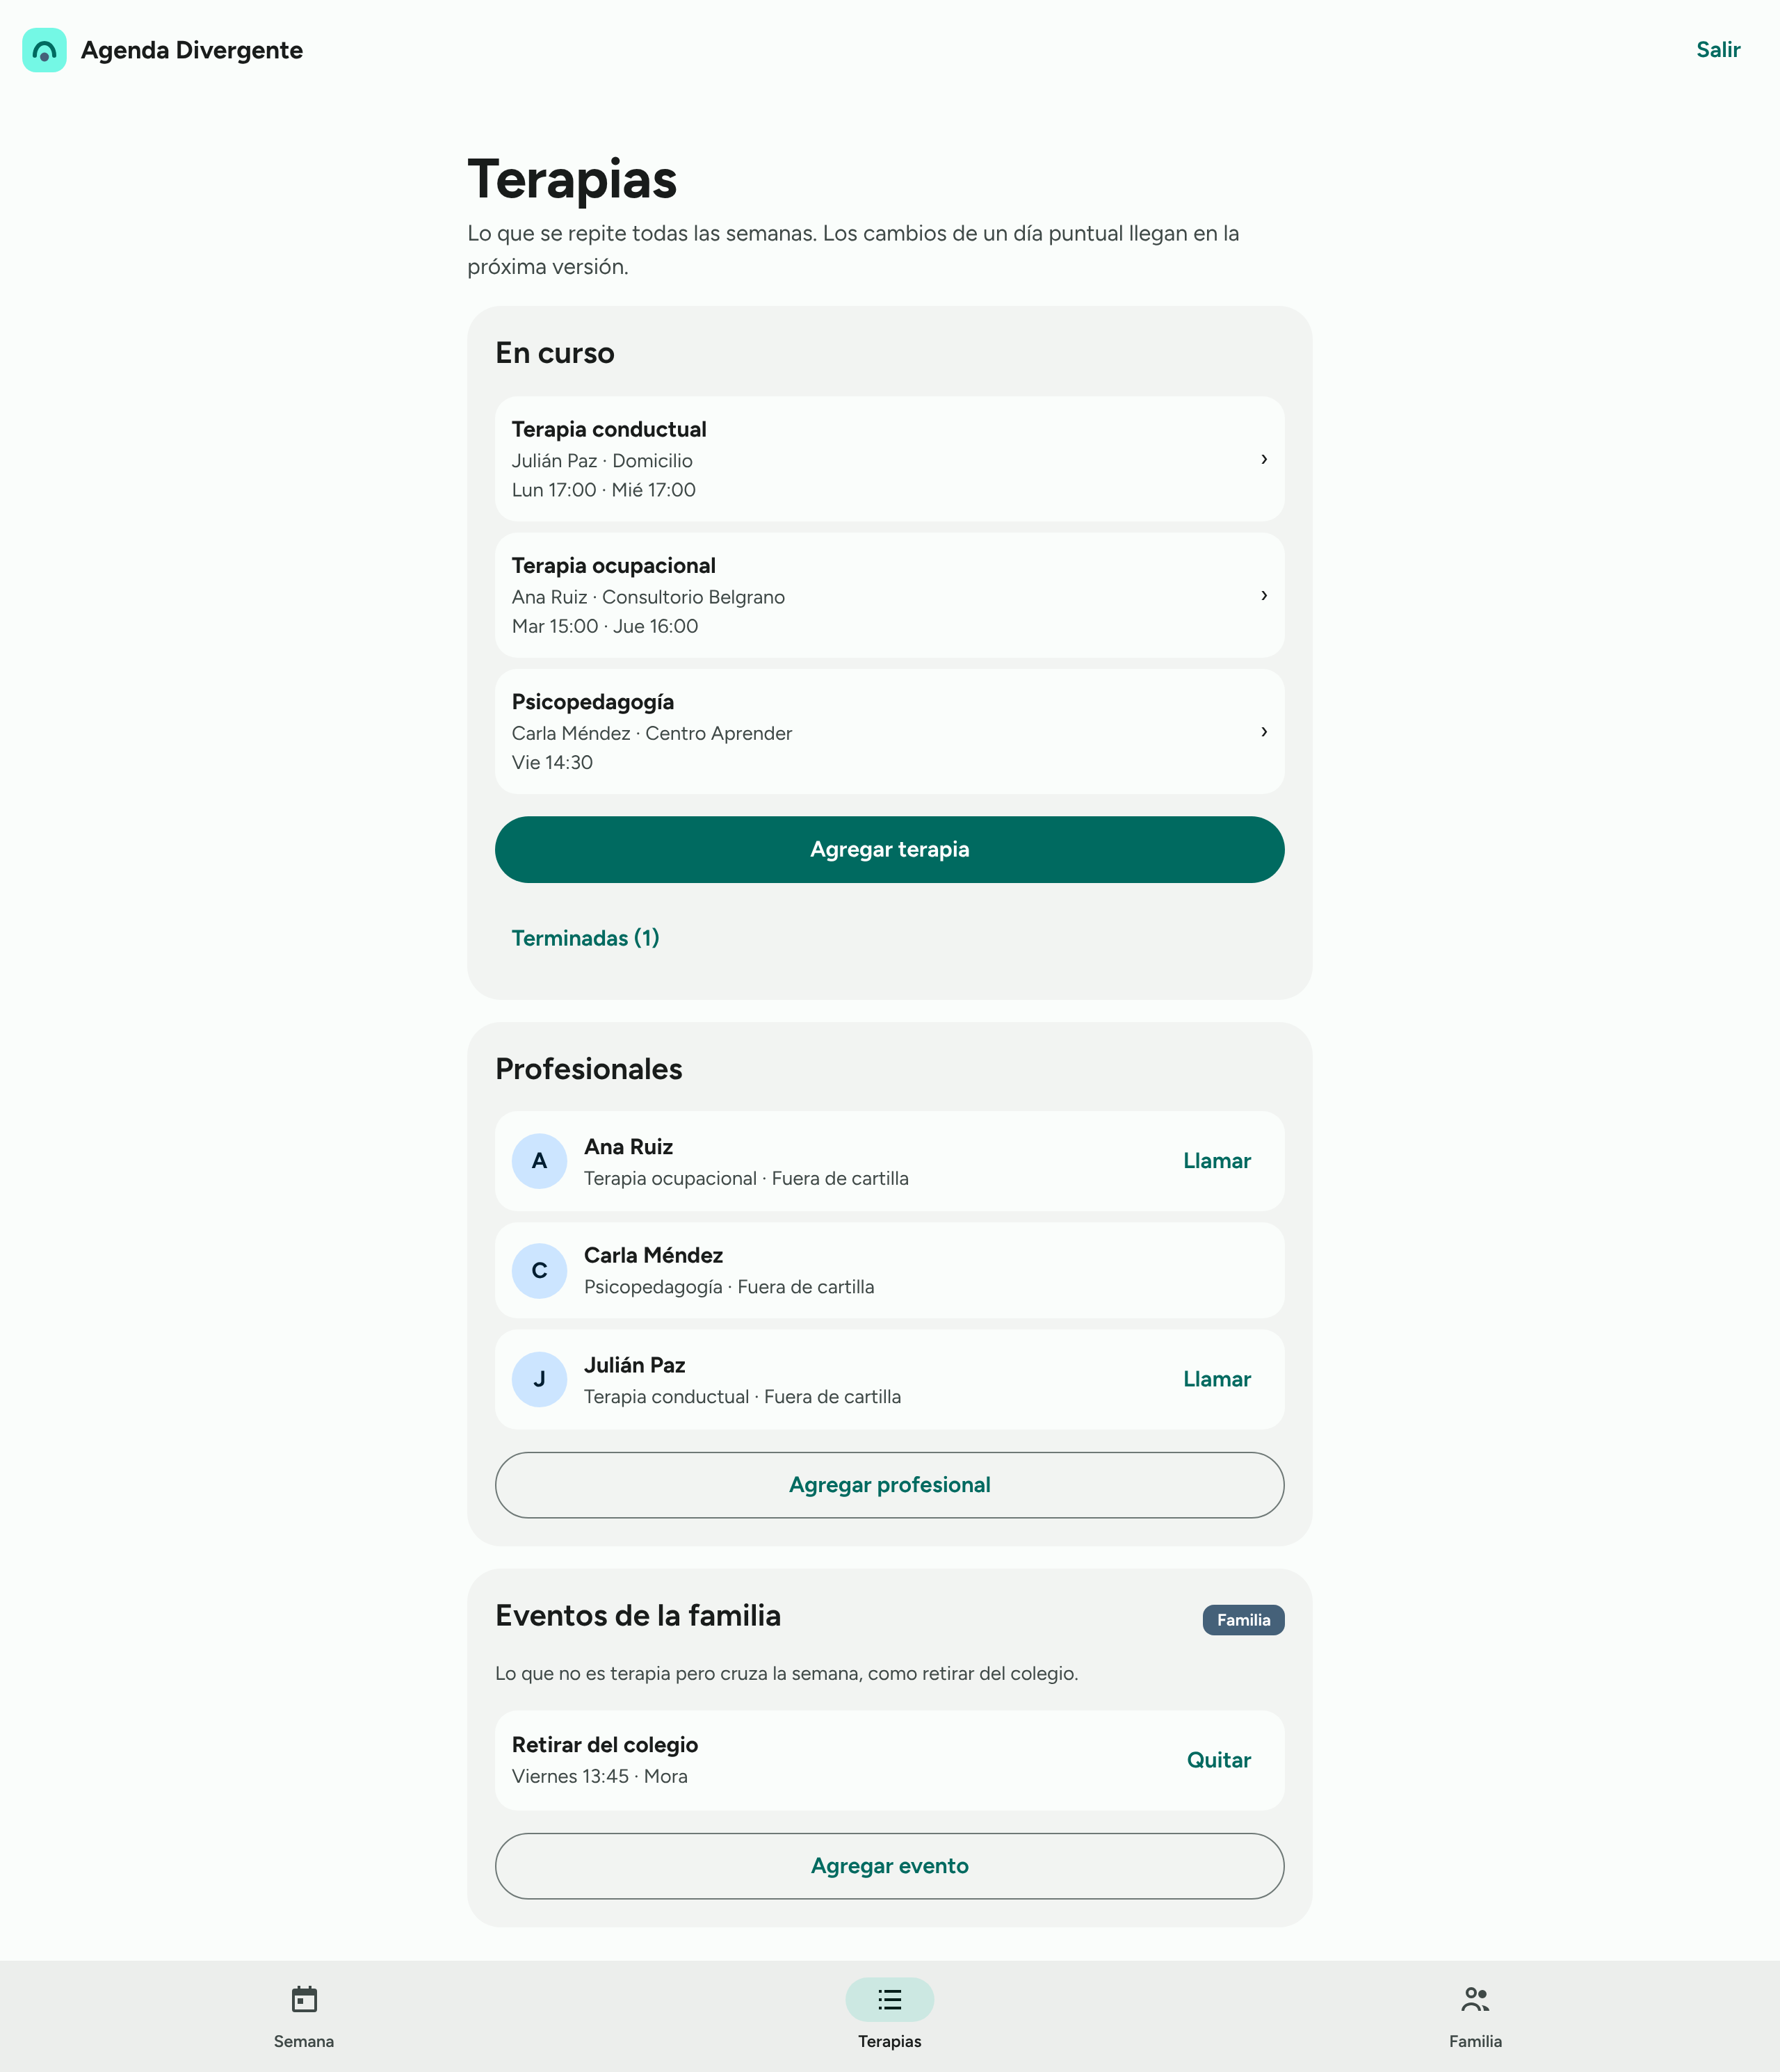 Agenda Divergente
Salir
Terapias
Lo que se repite todas las semanas. Los cambios de un día puntual llegan en la
próxima versión.
En curso
Terapia conductual
Julián Paz · Domicilio
Lun 17:00 · Mié 17:00
›
Terapia ocupacional
Ana Ruiz · Consultorio Belgrano
Mar 15:00 · Jue 16:00
›
Psicopedagogía
Carla Méndez · Centro Aprender
Vie 14:30
›
Agregar terapia
Terminadas (1)
Profesionales
A
Ana Ruiz
Terapia ocupacional · Fuera de cartilla
Llamar
C
Carla Méndez
Psicopedagogía · Fuera de cartilla
J
Julián Paz
Terapia conductual · Fuera de cartilla
Llamar
Agregar profesional
Eventos de la familia
Familia
Lo que no es terapia pero cruza la semana, como retirar del colegio.
Retirar del colegio
Viernes 13:45 · Mora
Quitar
Agregar evento
Semana
Terapias
Familia